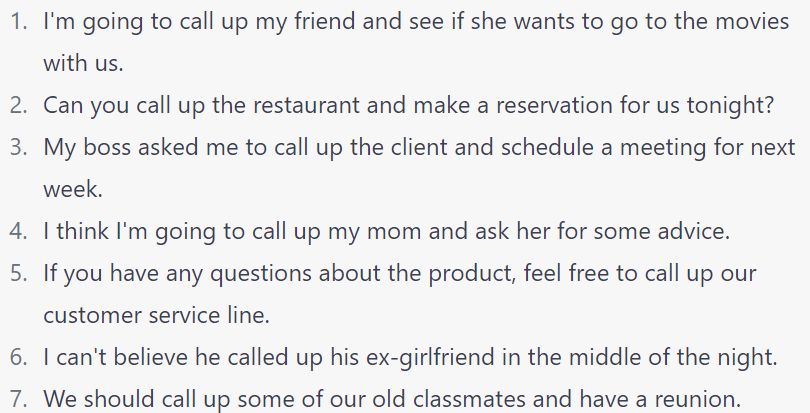 1. I'm going to call up my friend and see if she wants to go to the movies
with us.
2. Can you call up the restaurant and make a reservation for us tonight?
3. My boss asked me to call up the client and schedule a meeting for next
week.
4. I think I'm going to call up my mom and ask her for some advice.
5. If you have any questions about the product, feel free to call up our
customer service line.
6. I can't believe he called up his ex-girlfriend in the middle of the night.
7. We should call up some of our old classmates and have a reunion.